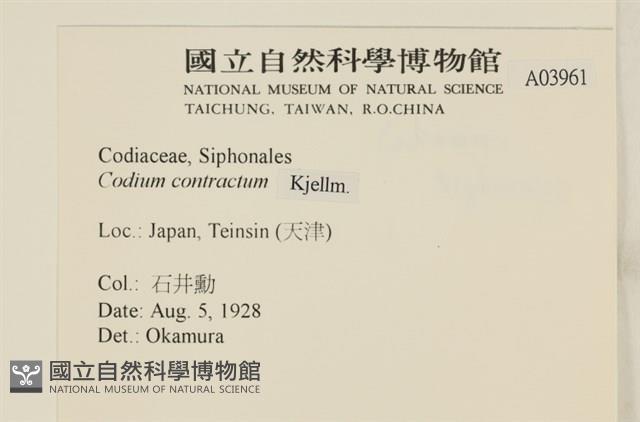 國立自然科學博物館
NATIONAL MUSEUM OF NATURAL SCIENCE
TAICHUNG, TAIWAN, R.O.CHINA
A03961
Codiaceae, Siphonales
Codium contractum Kjellm.
Loc.: Japan, Teinsin (天津)
Col.: 石井勳
Date: Aug. 5, 1928
Det.: Okamura
國立自然科學博物館
NATIONAL MUSEUM OF NATURAL SCIENCE